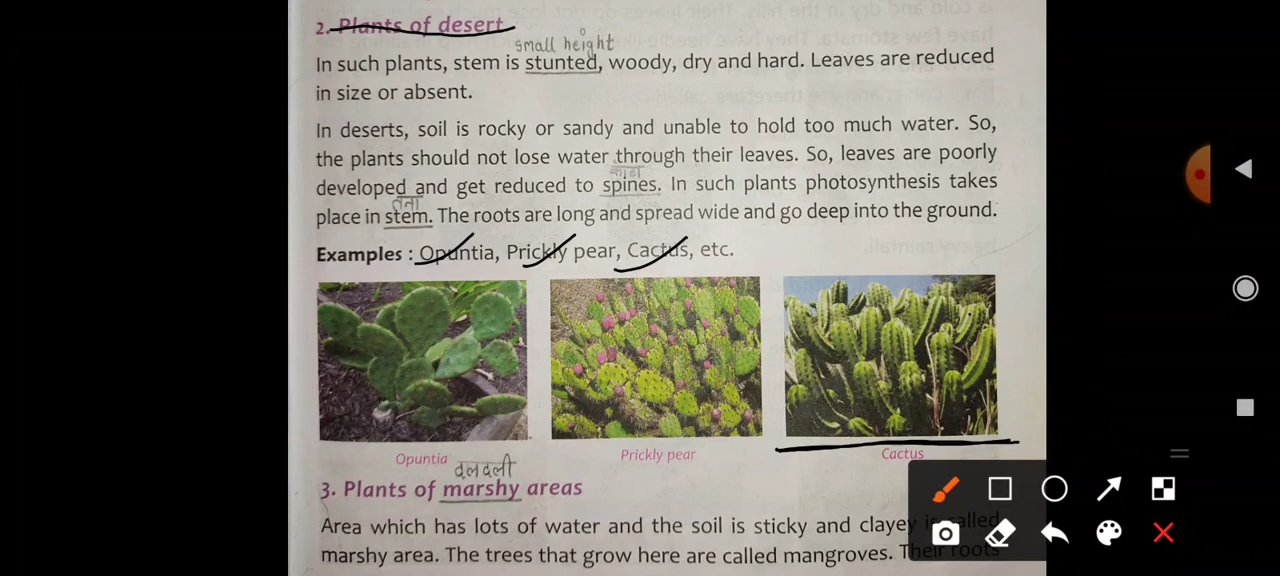 2. Plants of desert
small height
In such plants, stem is stunted, woody, dry and hard. Leaves are reduced
in size or absent.
In deserts, soil is rocky or sandy and unable to hold too much water. So,
the plants should not lose water through their leaves. So, leaves are poorly
काटा
developed and get reduced to spines. In such plants photosynthesis takes
तना
place in stem. The roots are long and spread wide and go deep into the ground.
Examples : Opuntia, Prickly pear, Cactus, etc.
Opuntia Prickly pear Cactus
दलदली
3. Plants of marshy areas
Area which has lots of water and the soil is sticky and clayey is called
marshy area. The trees that grow here are called mangroves. Their roots